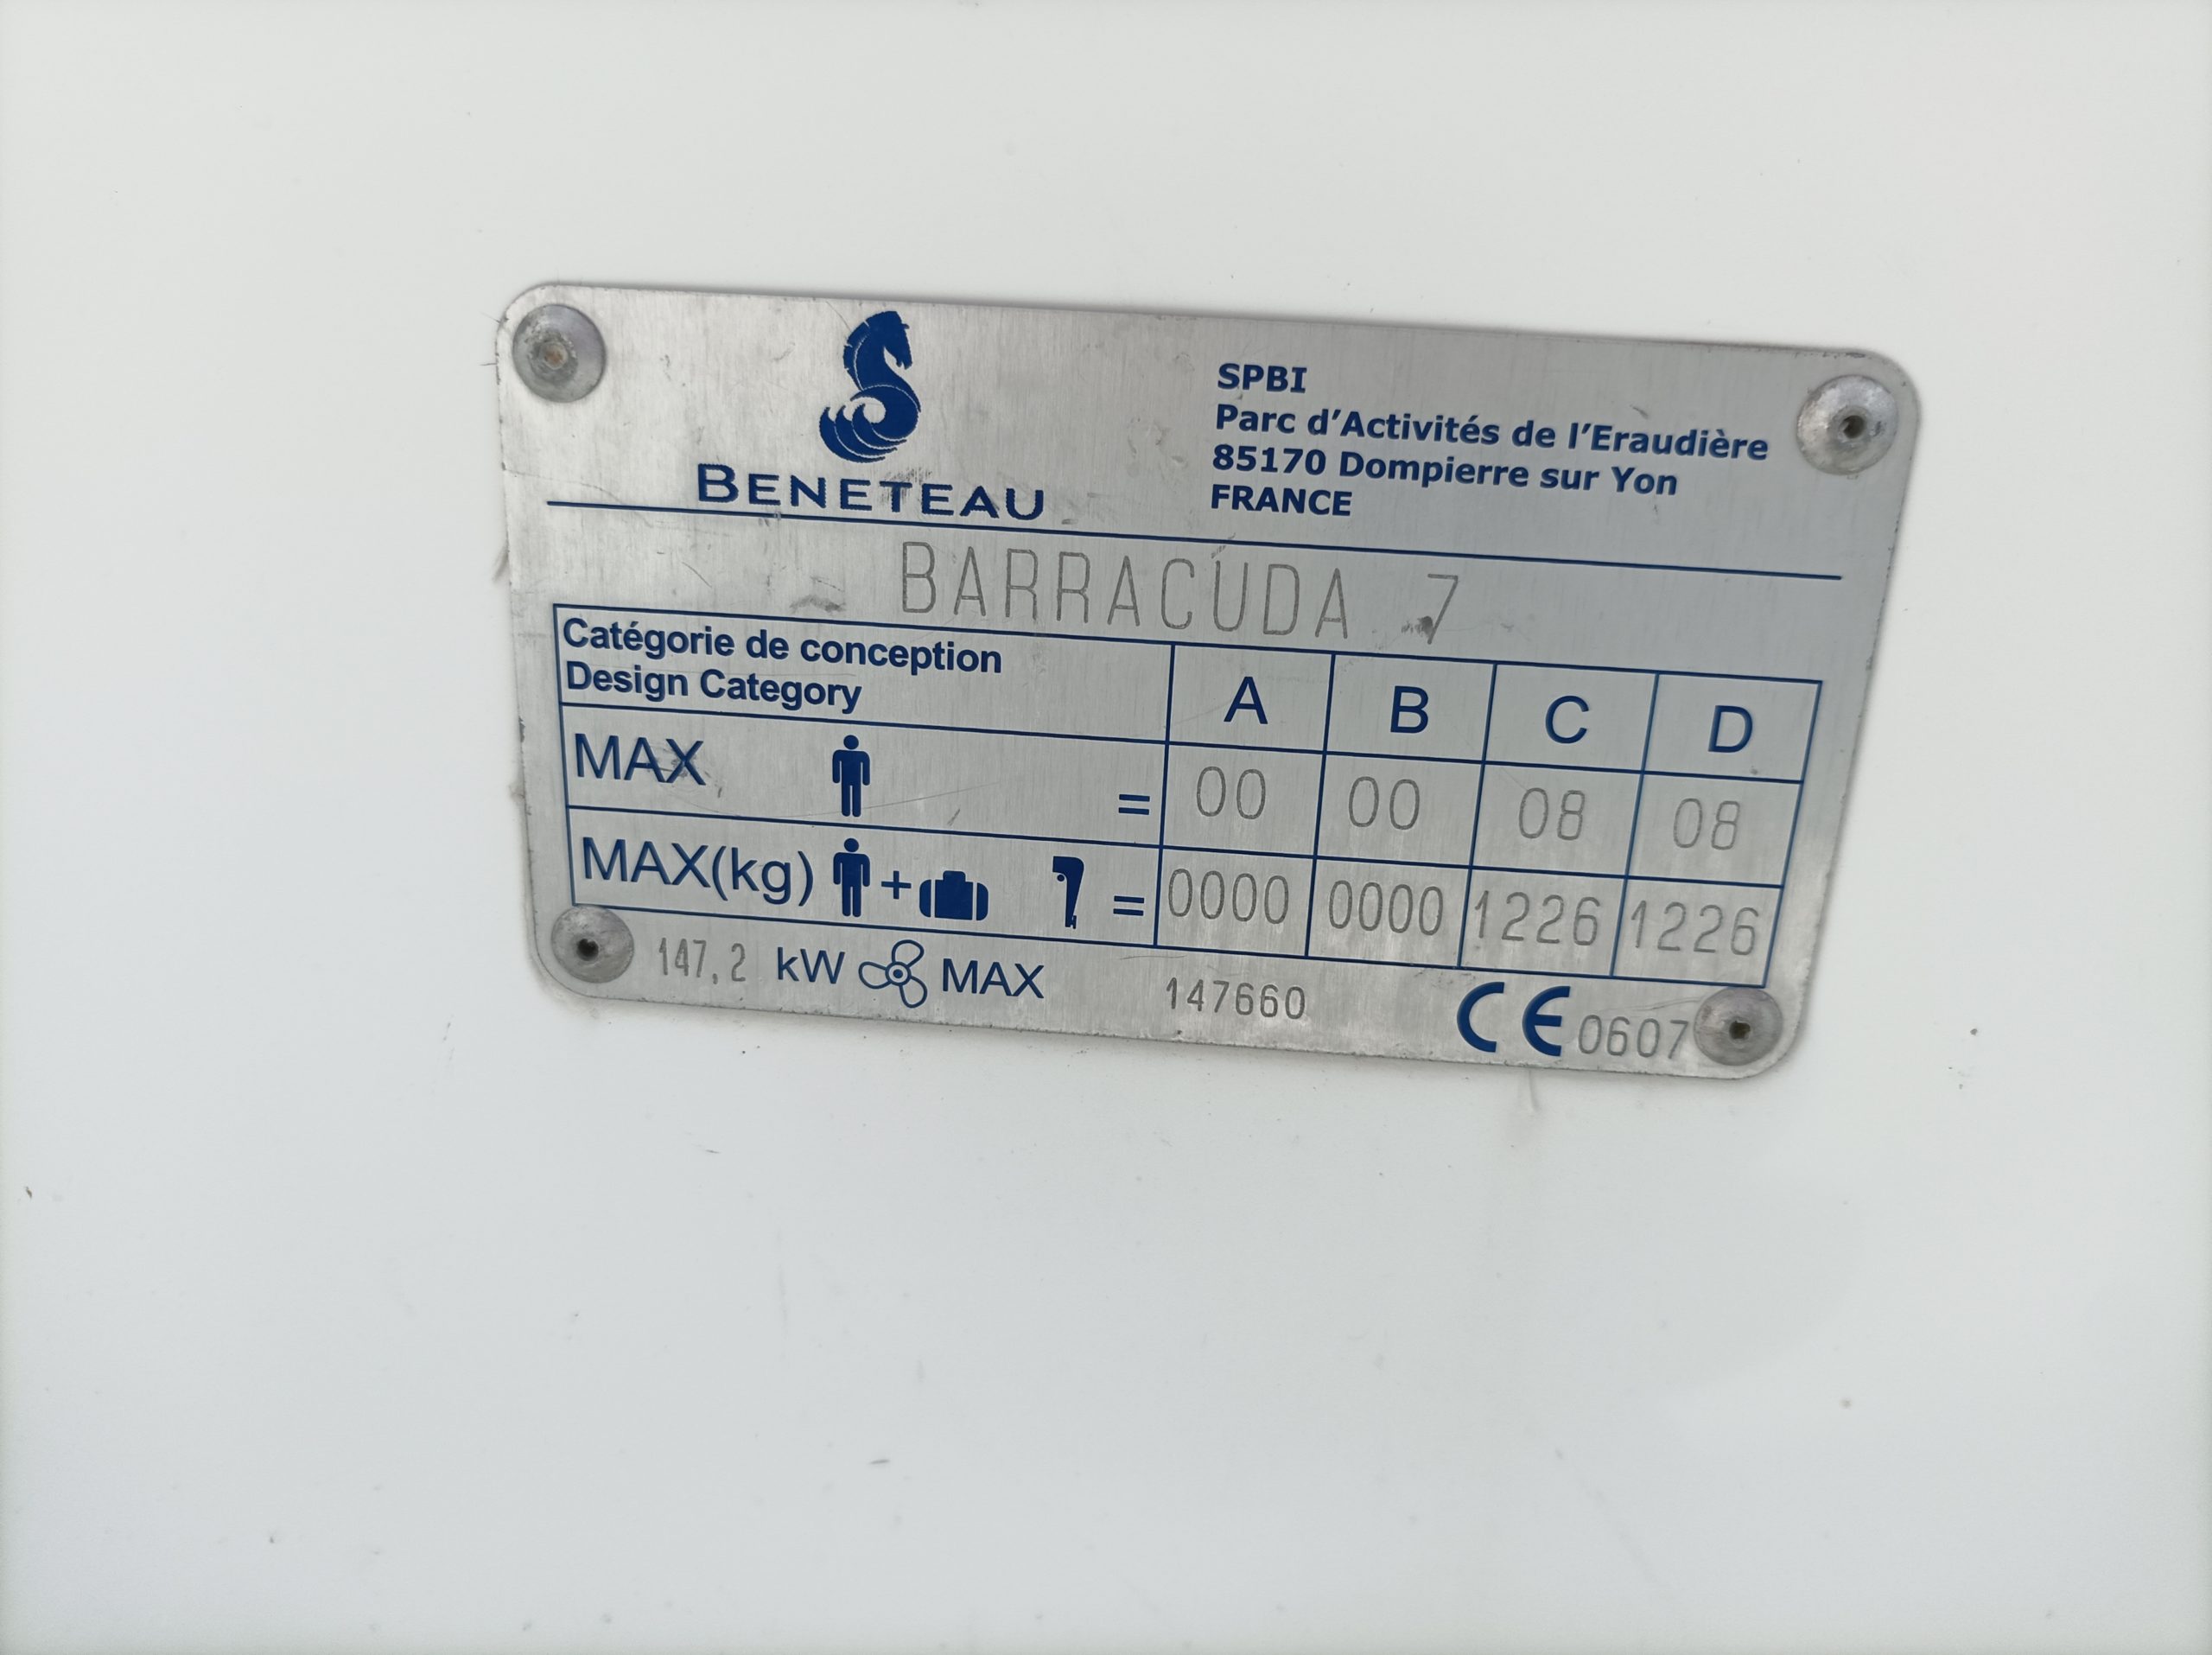 BENETEAU
SPBI
Parc d'Activités de l'Eraudière
85170 Dompierre sur Yon
FRANCE
BARRACUDA 7
Catégorie de conception
Design Category
A B C D
MAX = 00 00 08 08
MAX(kg) + = 0000 0000 1226 1226
147,2 kW MAX 147660 CE 0607